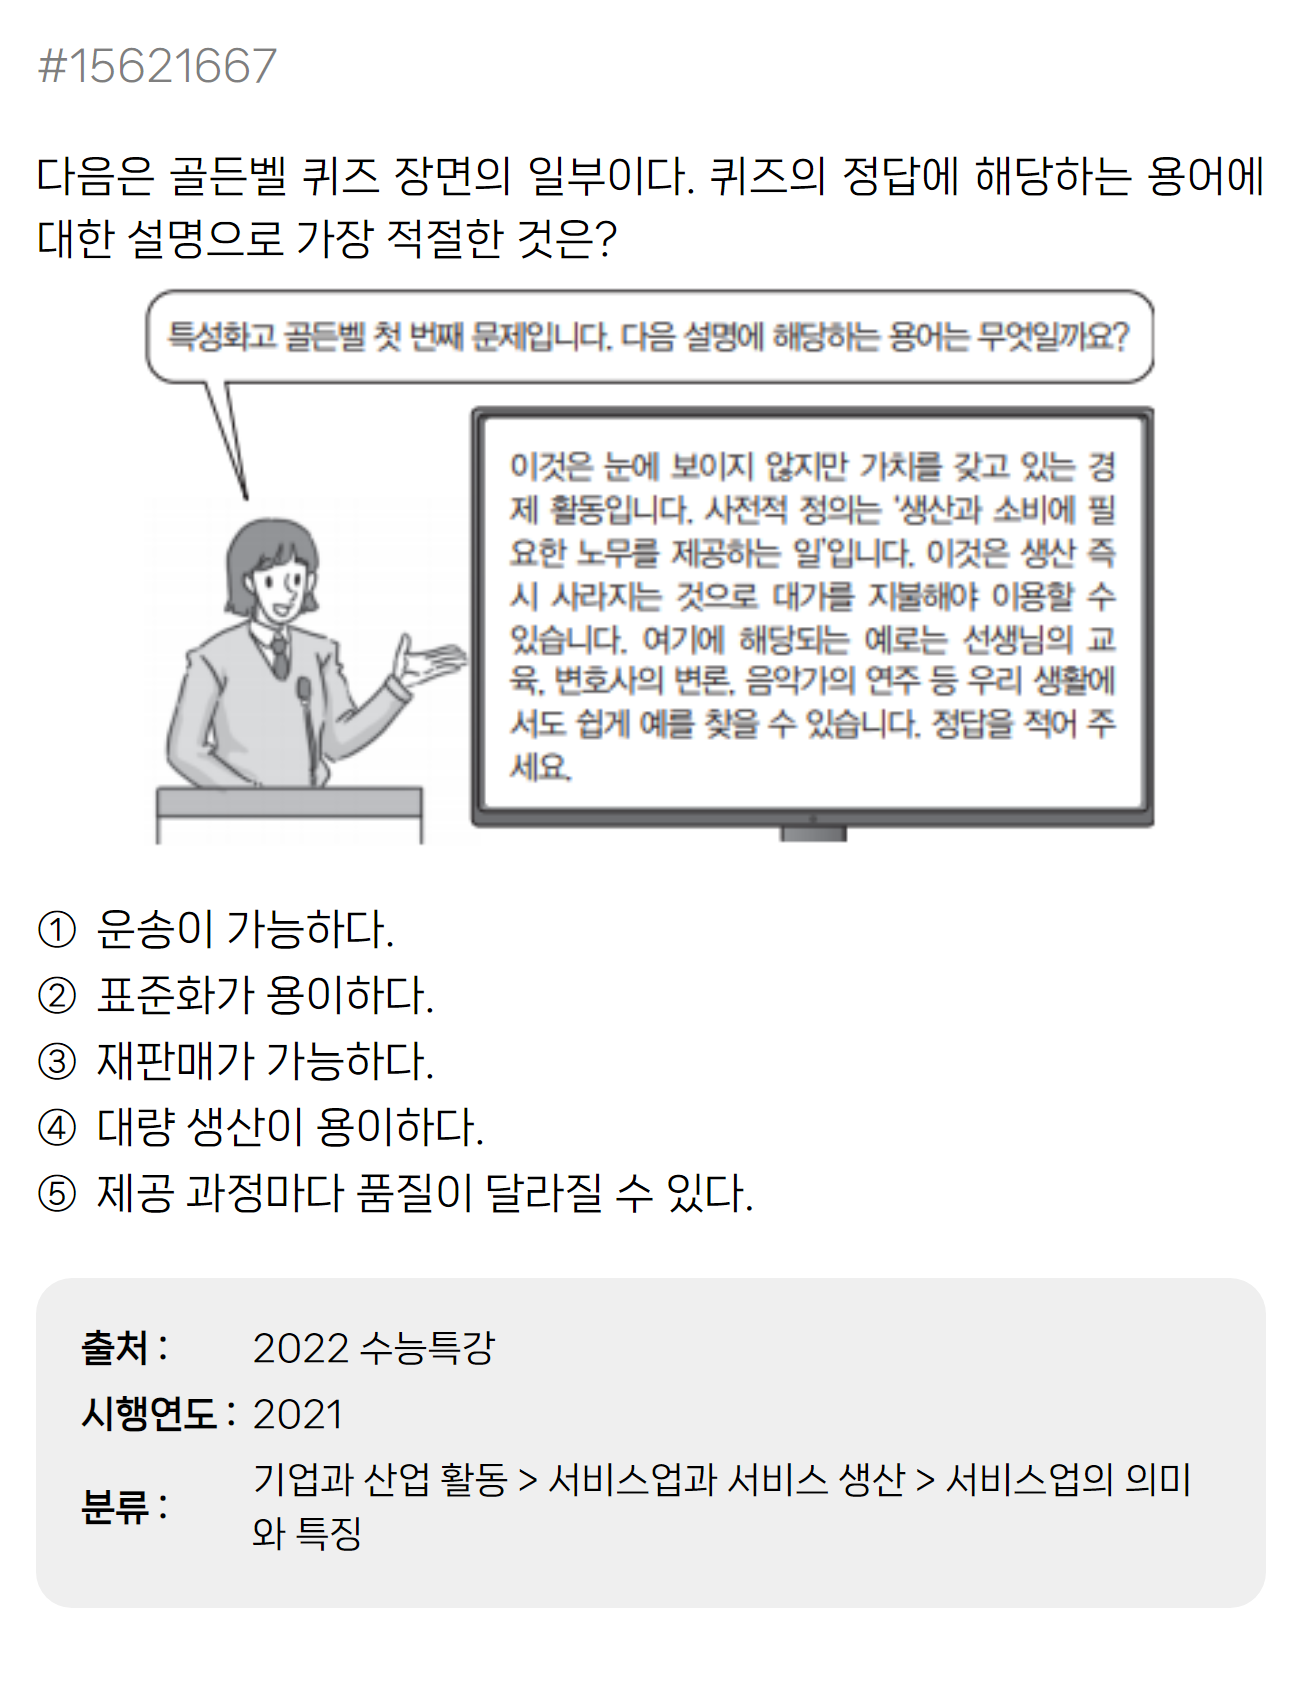 #15621667
다음은 골든벨 퀴즈 장면의 일부이다. 퀴즈의 정답에 해당하는 용어에
대한 설명으로 가장 적절한 것은?
특성화고 골든벨 첫 번째 문제입니다. 다음 설명에 해당하는 용어는 무엇일까요?
이것은 눈에 보이지 않지만 가치를 갖고 있는 경
제 활동입니다. 사전적 정의는 '생산과 소비에 필
요한 노무를 제공하는 일'입니다. 이것은 생산 즉
시 사라지는 것으로 대가를 지불해야 이용할 수
있습니다. 여기에 해당되는 예로는 선생님의 교
육, 변호사의 변론, 음악가의 연주 등 우리 생활에
서도 쉽게 예를 찾을 수 있습니다. 정답을 적어 주
세요.
① 운송이 가능하다.
② 표준화가 용이하다.
③ 재판매가 가능하다.
④ 대량 생산이 용이하다.
⑤ 제공 과정마다 품질이 달라질 수 있다.
출처 : 2022 수능특강
시행연도 : 2021
분류 : 기업과 산업 활동 > 서비스업과 서비스 생산 > 서비스업의 의미
와 특징